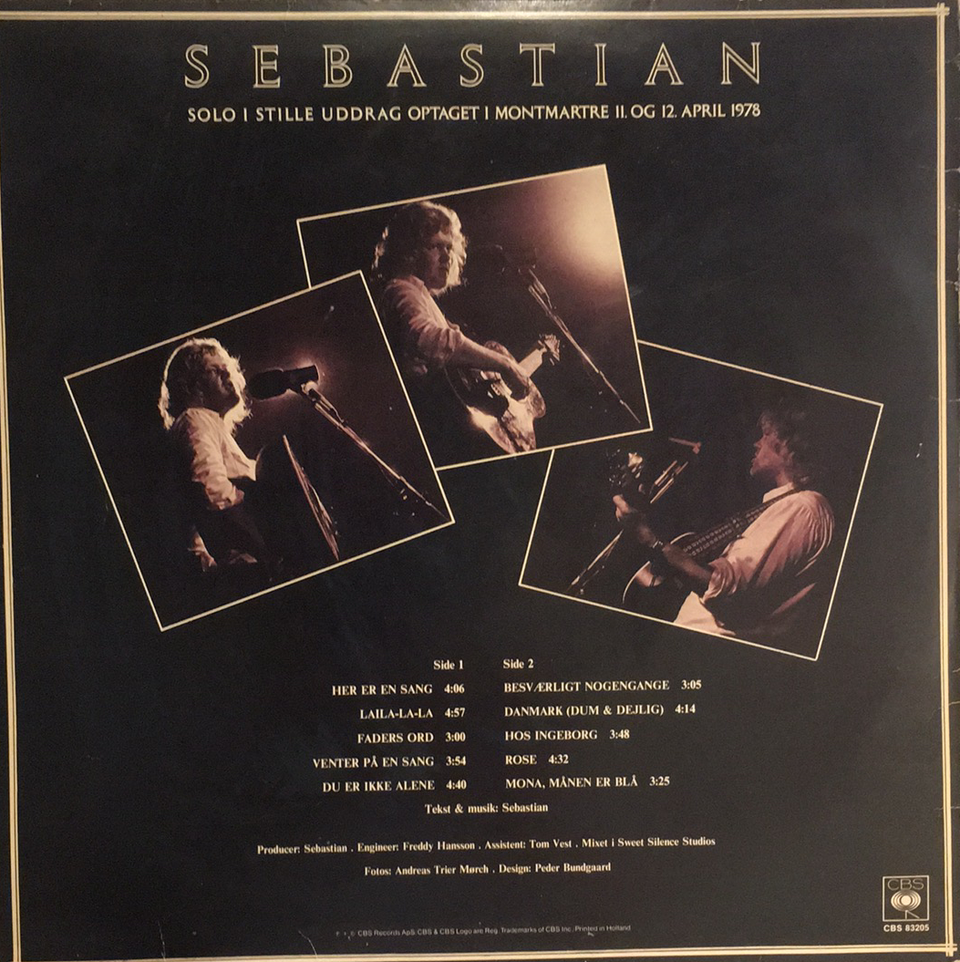 SEBASTIAN
SOLO I STILLE UDDRAG OPTAGET I MONTMARTRE 11. OG 12. APRIL 1978
Side 1
HER ER EN SANG 4:06
LAILA-LA-LA 4:57
FADERS ORD 3:00
VENTER PÅ EN SANG 3:54
DU ER IKKE ALENE 4:40
Side 2
BESVÆRLIGT NOGENGANGE 3:05
DANMARK (DUM & DEJLIG) 4:14
HOS INGEBORG 3:48
ROSE 4:32
MONA, MÅNEN ER BLÅ 3:25
Tekst & musik: Sebastian
Producer: Sebastian . Engineer: Freddy Hansson . Assistent: Tom Vest . Mixet i Sweet Silence Studios
Fotos: Andreas Trier Mørch . Design: Peder Bundgaard
CBS Records ApS CBS & CBS Logo are Reg. Trademarks of CBS Inc. Printed in Holland
CBS
CBS 83205